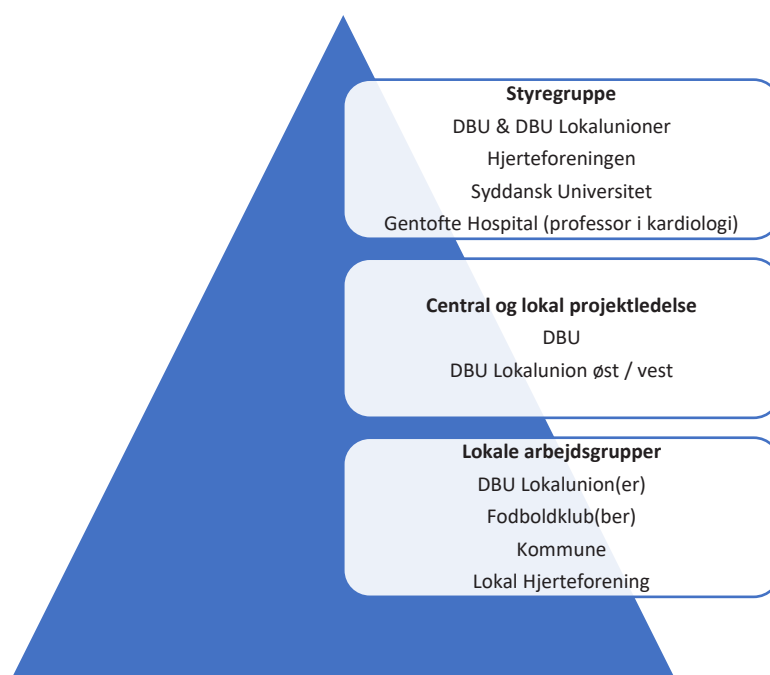 Styregruppe
DBU & DBU Lokalunioner
Hjerteforeningen
Syddansk Universitet
Gentofte Hospital (professor i kardiologi)
Central og lokal projektledelse
DBU
DBU Lokalunion øst / vest
Lokale arbejdsgrupper
DBU Lokalunion(er)
Fodboldklub(ber)
Kommune
Lokal Hjerteforening